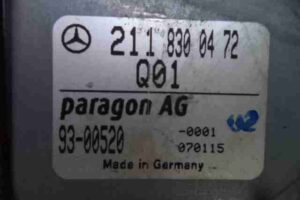 211 830 04 72
Q01
paragon AG
93-00520 -0001
070115
Made in Germany